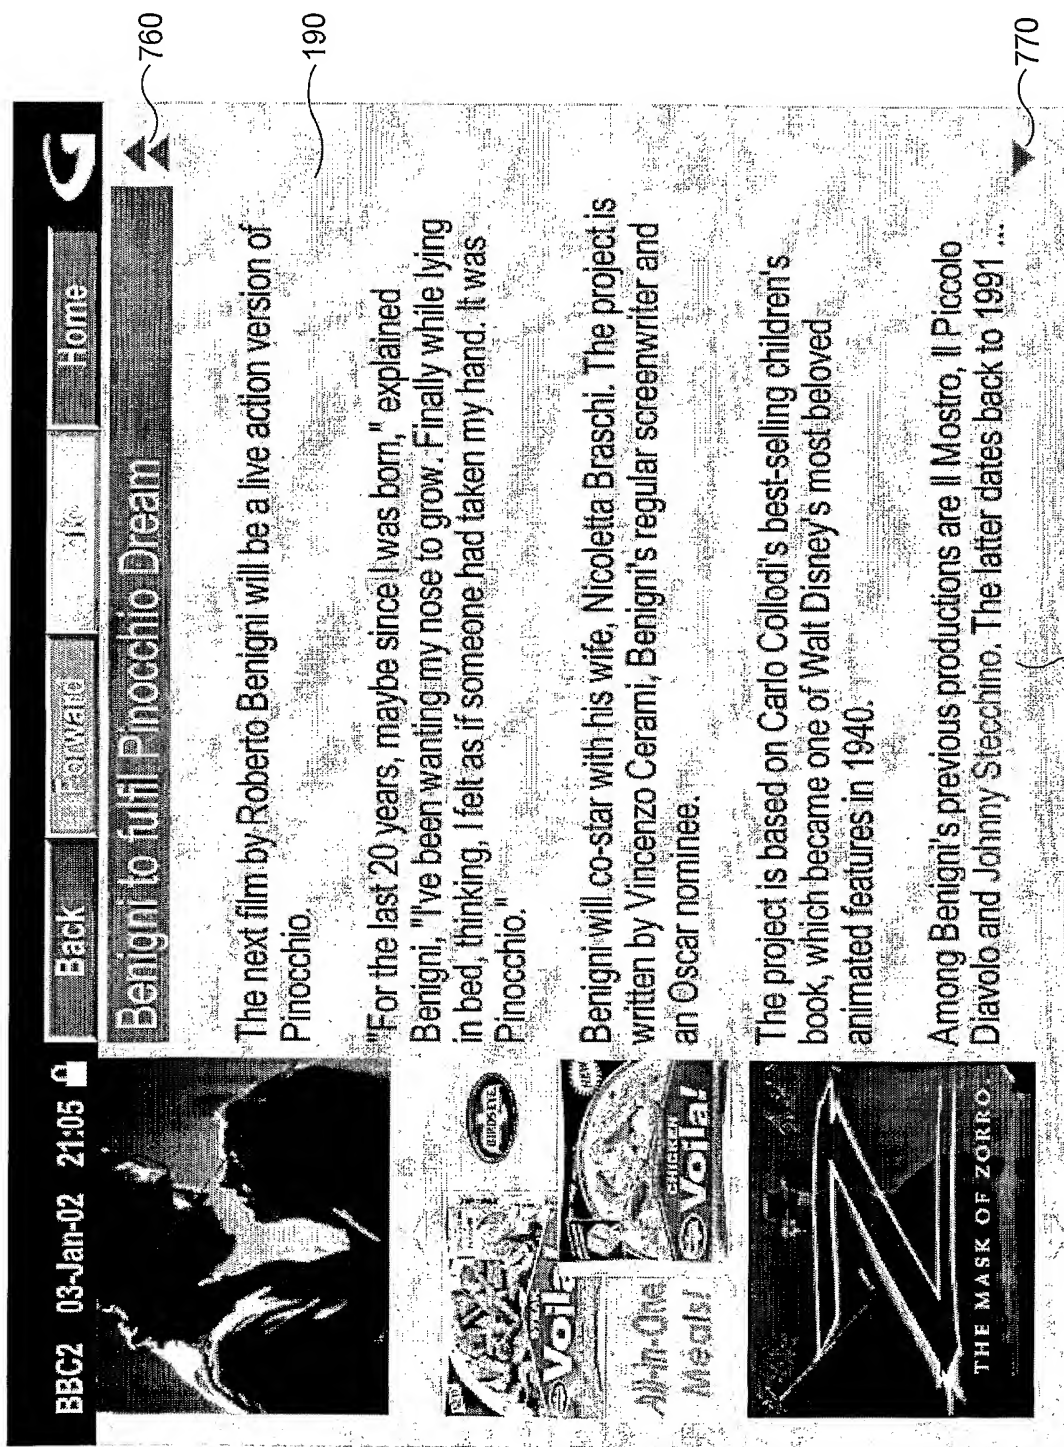 BBC2 03-Jan-02 21:05
Back
Forward
Home
Benigni to fulfil Pinocchio Dream
760
190
The next film by Roberto Benigni will be a live action version of
Pinocchio.
"For the last 20 years, maybe since I was born," explained
Benigni, "I've been wanting my nose to grow. Finally while lying
in bed, thinking, I felt as if someone had taken my hand. It was
Pinocchio."
Benigni will co-star with his wife, Nicoletta Braschi. The project is
written by Vincenzo Cerami, Benigni's regular screenwriter and
an Oscar nominee.
The project is based on Carlo Collodi's best-selling children's
book, which became one of Walt Disney's most beloved
animated features in 1940.
Among Benigni's previous productions are Il Mostro, Il Piccolo
Diavolo and Johnny Stecchino. The latter dates back to 1991 ...
770
BIRDSEYE
Voila
All-in-One
Meals!
NEW
CHICKEN
Voila!
THE MASK OF ZORRO